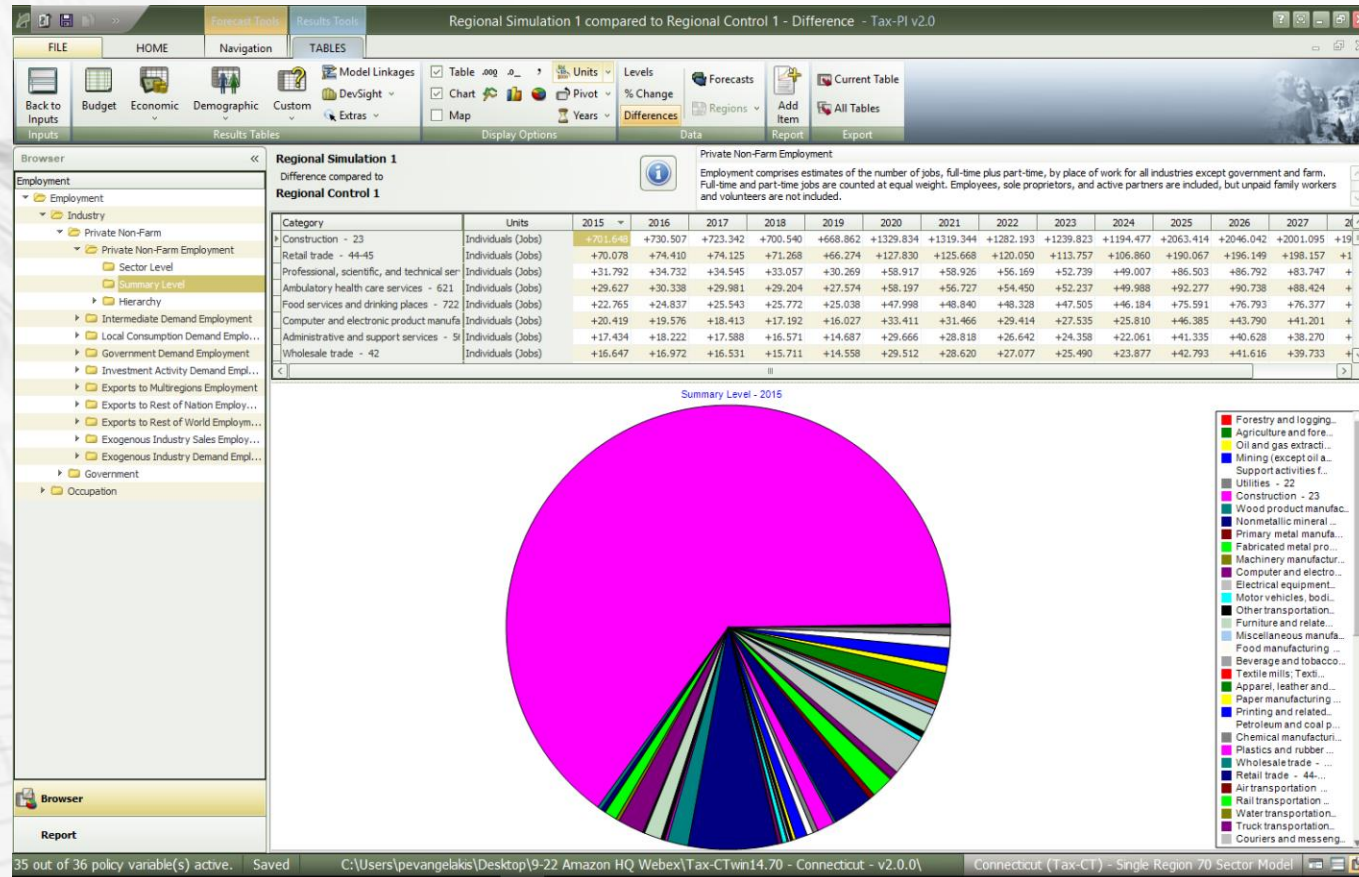 Forecast Tools Results Tools Regional Simulation 1 compared to Regional Control 1 - Difference - Tax-PI v2.0
FILE HOME Navigation TABLES
Back to Inputs
Budget
Economic
Demographic
Custom
Model Linkages
DevSight
Extras
Table
Chart
Map
Units
Pivot
Years
Levels
% Change
Differences
Forecasts
Regions
Add Item
Current Table
All Tables
Inputs Results Tables Display Options Data Report Export
Browser
Employment
Employment
Industry
Private Non-Farm
Private Non-Farm Employment
Sector Level
Summary Level
Hierarchy
Intermediate Demand Employment
Local Consumption Demand Emplo...
Government Demand Employment
Investment Activity Demand Empl...
Exports to Multiregions Employment
Exports to Rest of Nation Employ...
Exports to Rest of World Employm...
Exogenous Industry Sales Employ...
Exogenous Industry Demand Empl...
Government
Occupation
Browser
Report
Regional Simulation 1
Difference compared to
Regional Control 1
Private Non-Farm Employment
Employment comprises estimates of the number of jobs, full-time plus part-time, by place of work for all industries except government and farm.
Full-time and part-time jobs are counted at equal weight. Employees, sole proprietors, and active partners are included, but unpaid family workers
and volunteers are not included.
Category Units 2015 2016 2017 2018 2019 2020 2021 2022 2023 2024 2025 2026 2027
Construction - 23 Individuals (Jobs) +701.648 +730.507 +723.342 +700.540 +668.862 +1329.834 +1319.344 +1282.193 +1239.823 +1194.477 +2063.414 +2046.042 +2001.095 +19
Retail trade - 44-45 Individuals (Jobs) +70.078 +74.410 +74.125 +71.268 +66.274 +127.830 +125.668 +120.050 +113.757 +106.860 +190.067 +196.149 +198.157 +1
Professional, scientific, and technical ser Individuals (Jobs) +31.792 +34.732 +34.545 +33.057 +30.269 +58.917 +58.926 +56.169 +52.739 +49.007 +86.503 +86.792 +83.747 +
Ambulatory health care services - 621 Individuals (Jobs) +29.627 +30.338 +29.981 +29.204 +27.574 +58.197 +56.727 +54.450 +52.237 +49.988 +92.277 +90.738 +88.424 +
Food services and drinking places - 722 Individuals (Jobs) +22.765 +24.837 +25.543 +25.772 +25.038 +47.998 +48.840 +48.328 +47.505 +46.184 +75.591 +76.793 +76.377 +
Computer and electronic product manufa Individuals (Jobs) +20.419 +19.576 +18.413 +17.192 +16.027 +33.411 +31.466 +29.414 +27.535 +25.810 +46.385 +43.790 +41.201 +
Administrative and support services - 5 Individuals (Jobs) +17.434 +18.222 +17.588 +16.571 +14.687 +29.666 +28.818 +26.642 +24.358 +22.061 +41.335 +40.628 +38.270 +
Wholesale trade - 42 Individuals (Jobs) +16.647 +16.972 +16.531 +15.711 +14.558 +29.512 +28.620 +27.077 +25.490 +23.877 +42.793 +41.616 +39.733 +
Summary Level - 2015
Forestry and logging...
Agriculture and fore...
Oil and gas extracti...
Mining (except oil a...
Support activities f...
Utilities - 22
Construction - 23
Wood product manufac...
Nonmetallic mineral ...
Primary metal manufa...
Fabricated metal pro...
Machinery manufactur...
Computer and electro...
Electrical equipment...
Motor vehicles, bodi...
Other transportation...
Furniture and relate...
Miscellaneous manufa...
Food manufacturing ...
Beverage and tobacco...
Textile mills; Texti...
Apparel, leather and...
Paper manufacturing ...
Printing and related...
Petroleum and coal p...
Chemical manufacturi...
Plastics and rubber ...
Wholesale trade - ...
Retail trade - 44-...
Air transportation ...
Rail transportation ...
Water transportation...
Truck transportation...
Couriers and messeng...
35 out of 36 policy variable(s) active. Saved C:\Users\pevangelakis\Desktop\9-22 Amazon HQ Webex\Tax-CTwin14.70 - Connecticut - v2.0.0\ Connecticut (Tax-CT) - Single Region 70 Sector Model